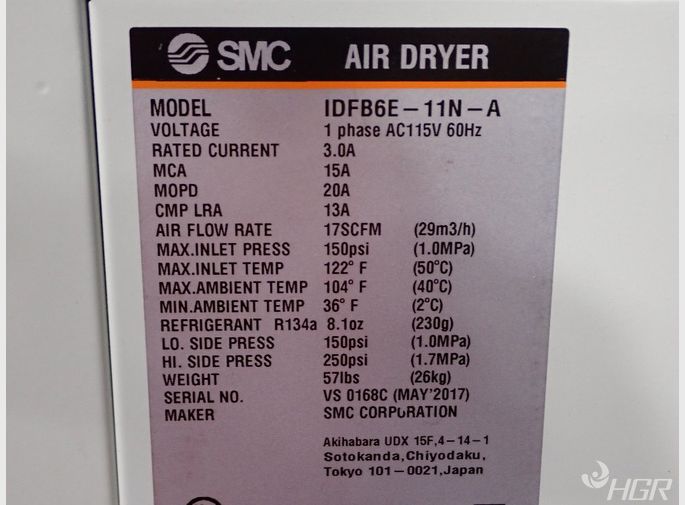 SMC AIR DRYER
MODEL IDFB6E-11N-A
VOLTAGE 1 phase AC115V 60Hz
RATED CURRENT 3.0A
MCA 15A
MOPD 20A
CMP LRA 13A
AIR FLOW RATE 17SCFM (29m3/h)
MAX.INLET PRESS 150psi (1.0MPa)
MAX.INLET TEMP 122° F (50°C)
MAX.AMBIENT TEMP 104° F (40°C)
MIN.AMBIENT TEMP 36° F (2°C)
REFRIGERANT R134a 8.1oz (230g)
LO. SIDE PRESS 150psi (1.0MPa)
HI. SIDE PRESS 250psi (1.7MPa)
WEIGHT 57lbs (26kg)
SERIAL NO. VS 0168C (MAY'2017)
MAKER SMC CORPORATION
Akihabara UDX 15F,4-14-1
Sotokanda,Chiyodaku,
Tokyo 101-0021,Japan
HGR